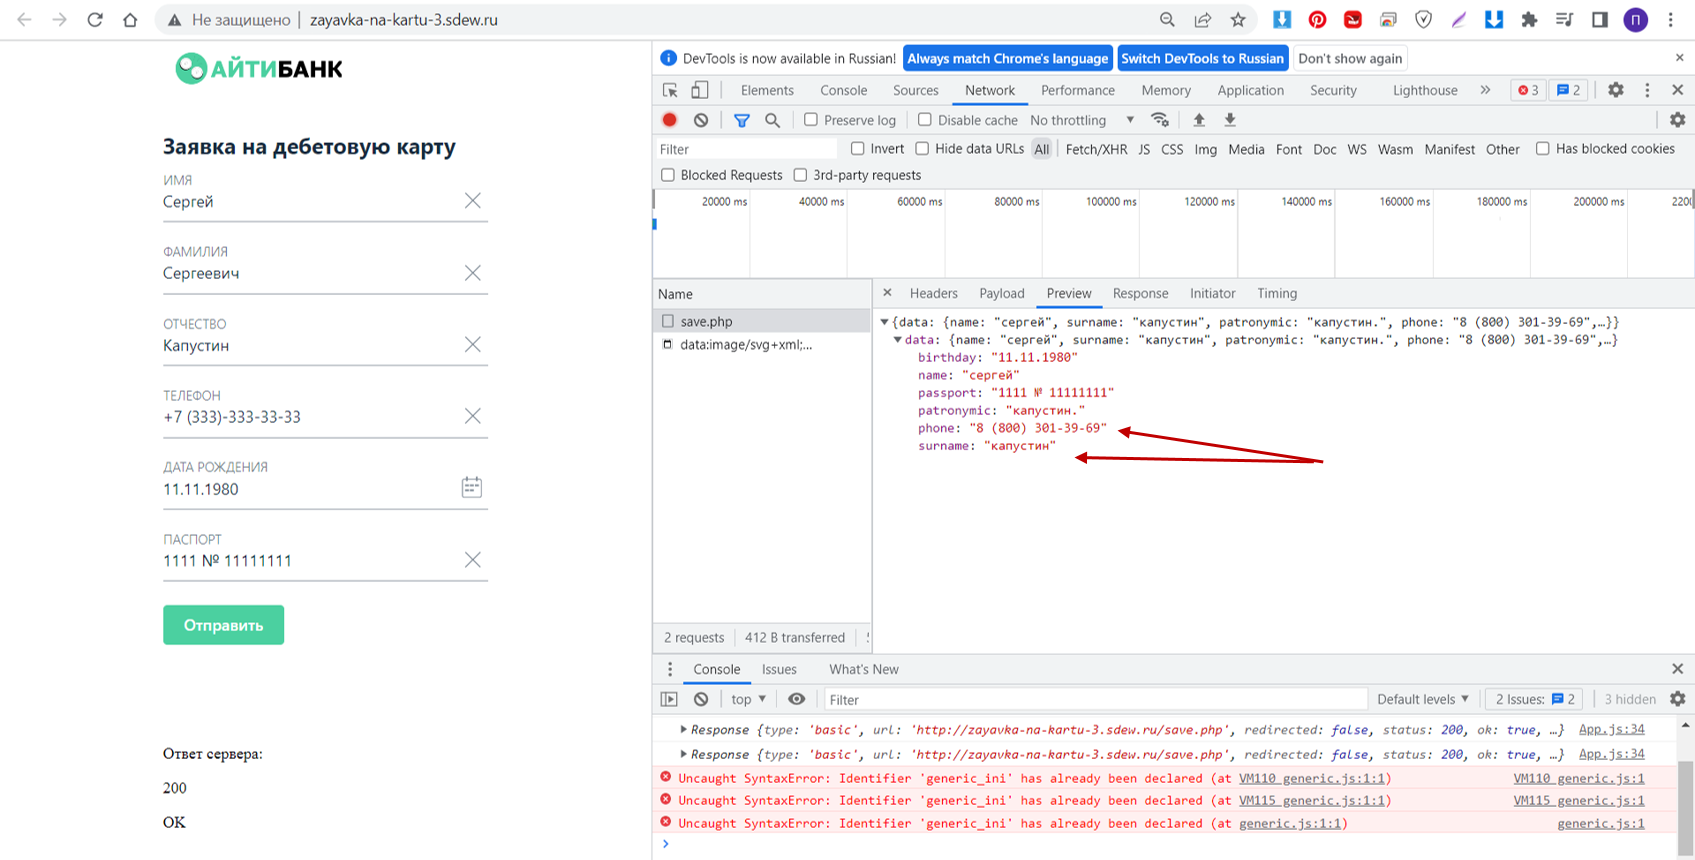 Не защищено | zayavka-na-kartu-3.sdew.ru
П
АЙТИБАНК
Заявка на дебетовую карту
ИМЯ
Сергей
ФАМИЛИЯ
Сергеевич
ОТЧЕСТВО
Капустин
ТЕЛЕФОН
+7 (333)-333-33-33
ДАТА РОЖДЕНИЯ
11.11.1980
ПАСПОРТ
1111 № 11111111
Отправить
Ответ сервера:
200
OK
DevTools is now available in Russian! Always match Chrome's language Switch DevTools to Russian Don't show again
Elements Console Sources Network Performance Memory Application Security Lighthouse » 3 2
Preserve log Disable cache No throttling
Filter Invert Hide data URLs All Fetch/XHR JS CSS Img Media Font Doc WS Wasm Manifest Other Has blocked cookies
Blocked Requests 3rd-party requests
20000 ms 40000 ms 60000 ms 80000 ms 100000 ms 120000 ms 140000 ms 160000 ms 180000 ms 200000 ms 2200
Name
save.php
data:image/svg+xml;...
2 requests 412 B transferred
Headers Payload Preview Response Initiator Timing
{data: {name: "сергей", surname: "капустин", patronymic: "капустин.", phone: "8 (800) 301-39-69",…}}
data: {name: "сергей", surname: "капустин", patronymic: "капустин.", phone: "8 (800) 301-39-69",…}
birthday: "11.11.1980"
name: "сергей"
passport: "1111 № 11111111"
patronymic: "капустин."
phone: "8 (800) 301-39-69"
surname: "капустин"
Console Issues What's New
top Filter Default levels 2 Issues: 2 3 hidden
Response {type: 'basic', url: 'http://zayavka-na-kartu-3.sdew.ru/save.php', redirected: false, status: 200, ok: true, …} App.js:34
Response {type: 'basic', url: 'http://zayavka-na-kartu-3.sdew.ru/save.php', redirected: false, status: 200, ok: true, …} App.js:34
Uncaught SyntaxError: Identifier 'generic_ini' has already been declared (at VM110 generic.js:1:1) VM110 generic.js:1
Uncaught SyntaxError: Identifier 'generic_ini' has already been declared (at VM115 generic.js:1:1) VM115 generic.js:1
Uncaught SyntaxError: Identifier 'generic_ini' has already been declared (at generic.js:1:1) generic.js:1